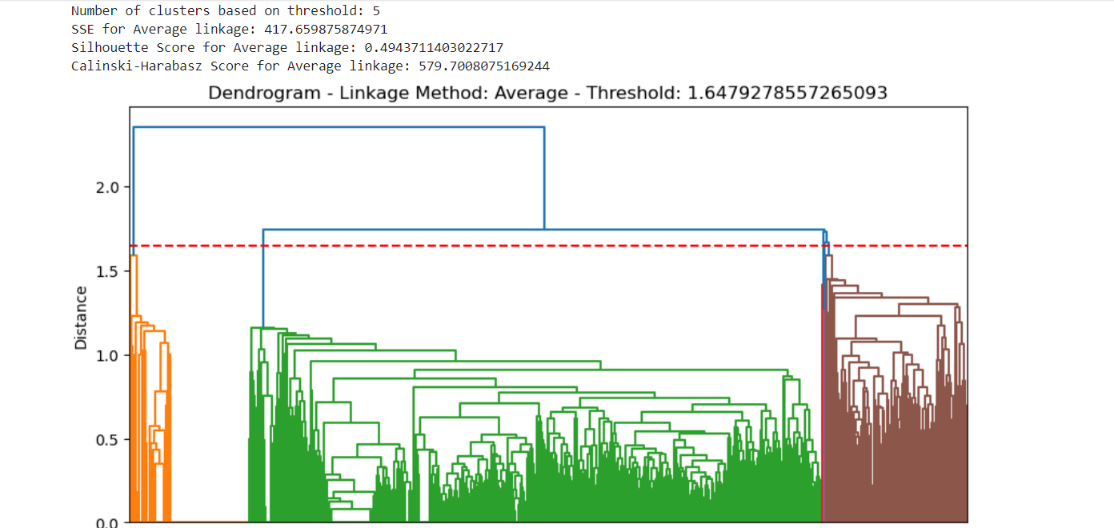 Number of clusters based on threshold: 5
SSE for Average linkage: 417.659875874971
Silhouette Score for Average linkage: 0.4943711403022717
Calinski-Harabasz Score for Average linkage: 579.7008075169244
Dendrogram - Linkage Method: Average - Threshold: 1.6479278557265093
2.0
1.5
Distance
1.0
0.5
0.0